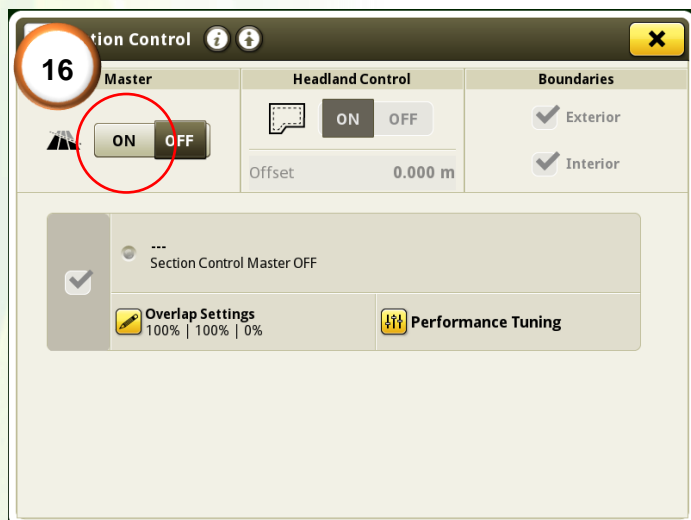 16
tion Control
Master
Headland Control
Boundaries
ON OFF
ON OFF
Exterior
Offset 0.000 m
Interior
---
Section Control Master OFF
Overlap Settings
100% | 100% | 0%
Performance Tuning